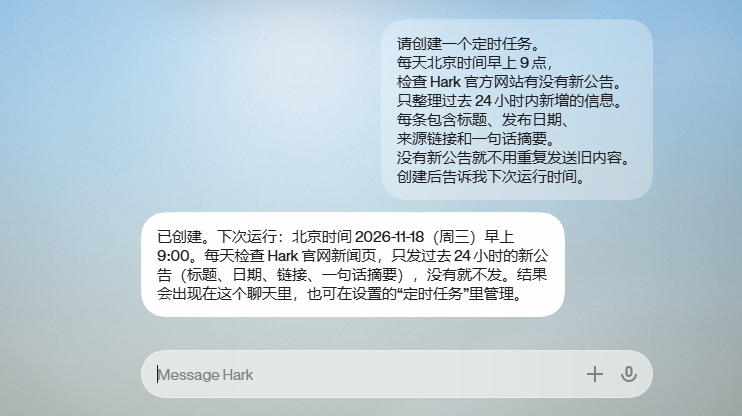 请创建一个定时任务。
每天北京时间早上 9 点，
检查 Hark 官方网站有没有新公告。
只整理过去 24 小时内新增的信息。
每条包含标题、发布日期、
来源链接和一句话摘要。
没有新公告就不用重复发送旧内容。
创建后告诉我下次运行时间。
已创建。下次运行：北京时间 2026-11-18（周三）早上
9:00。每天检查 Hark 官网新闻页，只发过去 24 小时的新公
告（标题、日期、链接、一句话摘要），没有就不发。结果
会出现在这个聊天里，也可在设置的“定时任务”里管理。
Message Hark